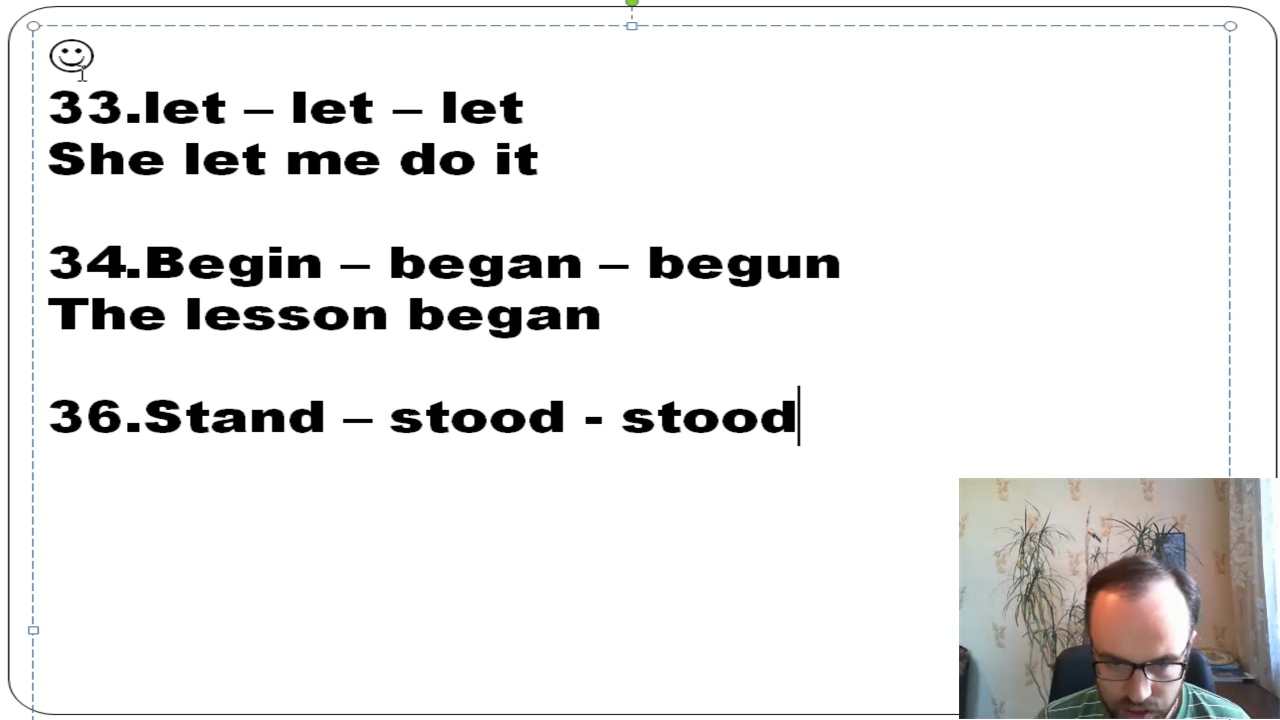 33.let – let – let
She let me do it
34.Begin – began – begun
The lesson began
36.Stand – stood - stood